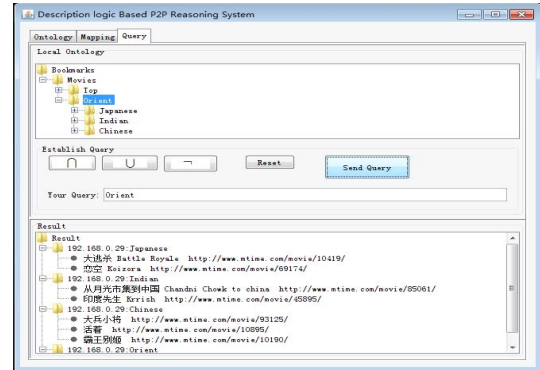 Description logic Based P2P Reasoning System
Ontology Mapping Query
Local Ontology
Bookmarks
Movies
Top
Orient
Japanese
Indian
Chinese
Establish Query
∩ ∪ ¬ Reset Send Query
Your Query: Orient
Result
Result
192.168.0.29:Japanese
大逃杀 Battle Royale http://www.mtime.com/movie/10419/
恋空 Koizora http://www.mtime.com/movie/69174/
192.168.0.29:Indian
从月光市集到中国 Chandni Chowk to china http://www.mtime.com/movie/85061/
印度先生 Krrish http://www.mtime.com/movie/45895/
192.168.0.29:Chinese
大兵小将 http://www.mtime.com/movie/93125/
活着 http://www.mtime.com/movie/10895/
霸王别姬 http://www.mtime.com/movie/10190/
192.168.0.29:Orient